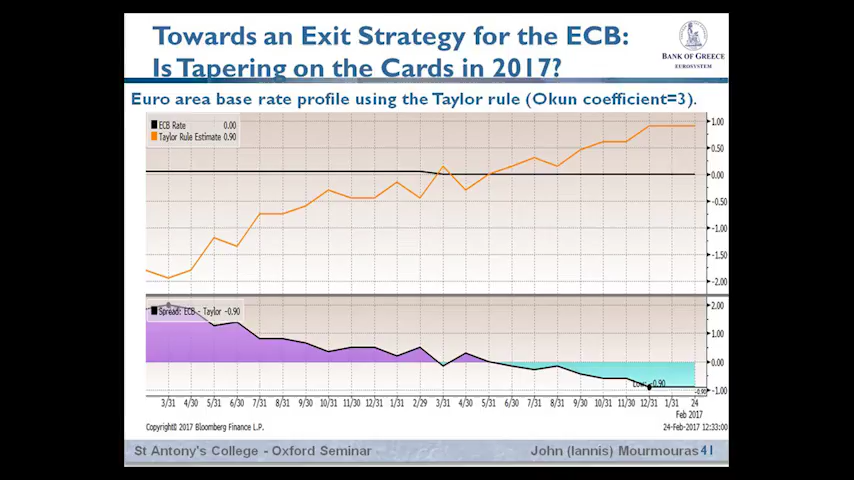 Towards an Exit Strategy for the ECB:
Is Tapering on the Cards in 2017?
BANK OF GREECE
EUROSYSTEM
Euro area base rate profile using the Taylor rule (Okun coefficient=3).
ECB Rate 0.00
Taylor Rule Estimate 0.90
1.00
0.50
0.00
-0.50
-1.00
-1.50
-2.00
Spread: ECB - Taylor -0.90
2.00
1.00
0.00
-1.00
-0.90
3/31 4/30 5/31 6/30 7/31 8/31 9/30 10/31 11/30 12/31 1/31 2/29 3/31 4/30 5/31 6/30 7/31 8/31 9/30 10/31 11/30 12/31 1/31 24
Feb 2017
Copyright© 2017 Bloomberg Finance L.P.
24-Feb-2017 12:33:00
St Antony's College - Oxford Seminar
John (Iannis) Mourmouras 41